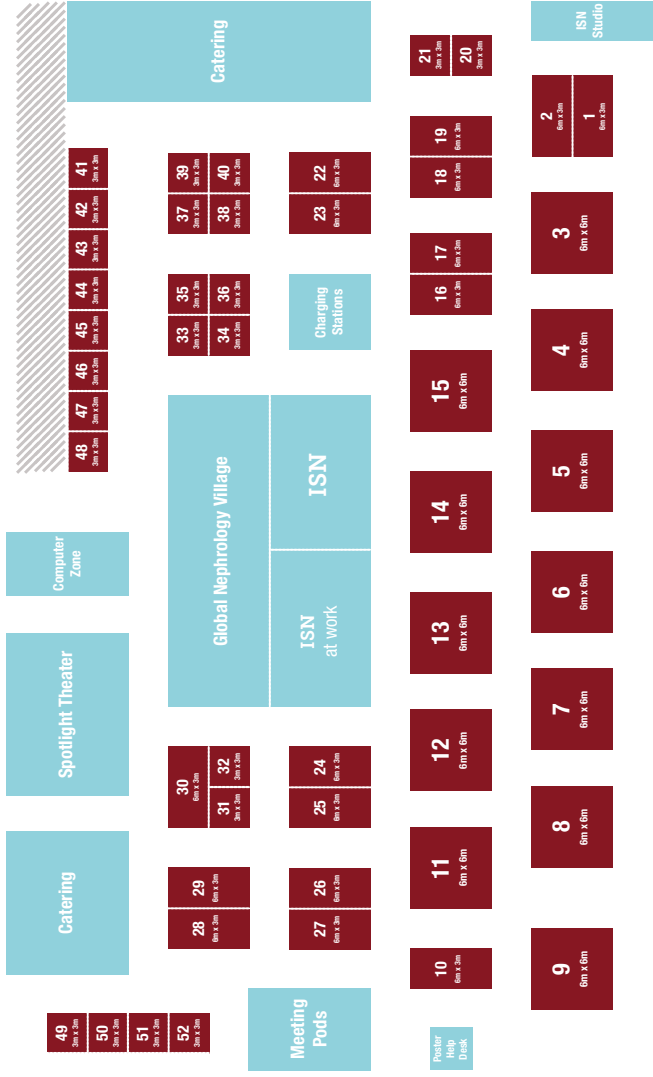 Catering
ISN
Studio
21
3m x 3m
20
3m x 3m
2
6m x 3m
1
6m x 3m
19
6m x 3m
18
6m x 3m
41
3m x 3m
42
3m x 3m
43
3m x 3m
44
3m x 3m
45
3m x 3m
46
3m x 3m
47
3m x 3m
48
3m x 3m
39
3m x 3m
40
3m x 3m
37
3m x 3m
38
3m x 3m
22
6m x 3m
23
6m x 3m
3
6m x 6m
17
6m x 3m
16
6m x 3m
35
3m x 3m
36
3m x 3m
33
3m x 3m
34
3m x 3m
Charging
Stations
4
6m x 6m
15
6m x 6m
Global Nephrology Village
ISN
ISN
at work
5
6m x 6m
14
6m x 6m
Computer
Zone
6
6m x 6m
13
6m x 6m
Spotlight Theater
7
6m x 6m
12
6m x 6m
30
6m x 3m
32
3m x 3m
31
3m x 3m
24
6m x 3m
25
6m x 3m
8
6m x 6m
11
6m x 6m
Catering
29
6m x 3m
28
6m x 3m
26
6m x 3m
27
6m x 3m
10
6m x 3m
9
6m x 6m
49
3m x 3m
50
3m x 3m
51
3m x 3m
52
3m x 3m
Meeting
Pods
Poster
Help
Desk